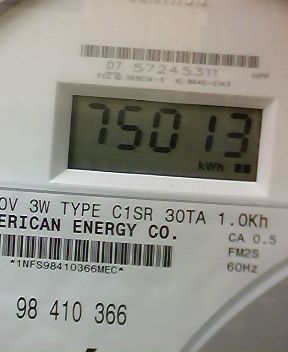 07 57245311
HPP
75013
kWh
0V 3W TYPE C1SR 30TA 1.0Kh
ERICAN ENERGY CO.
CA 0.5
*1NFS98410366MEC*
FM2S
60Hz
98 410 366